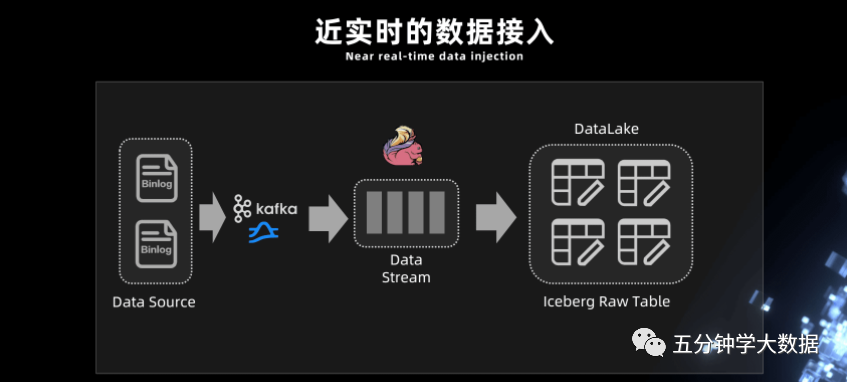 近实时的数据接入
Near real-time data injection
DataLake
Binlog
kafka
Binlog
Data
Stream
Data Source
Iceberg Raw Table
五分钟学大数据